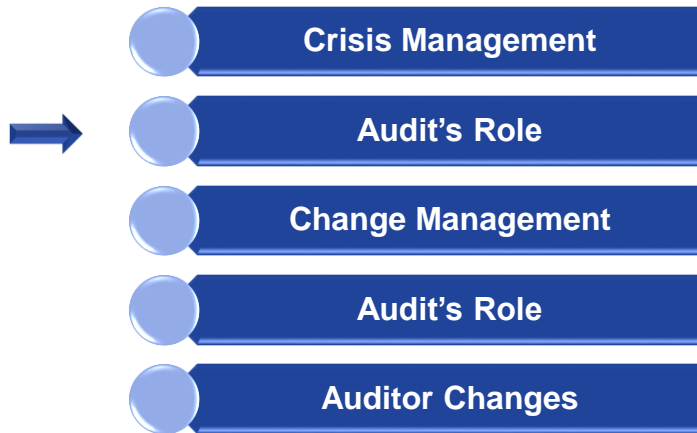 Crisis Management
Audit’s Role
Change Management
Audit’s Role
Auditor Changes